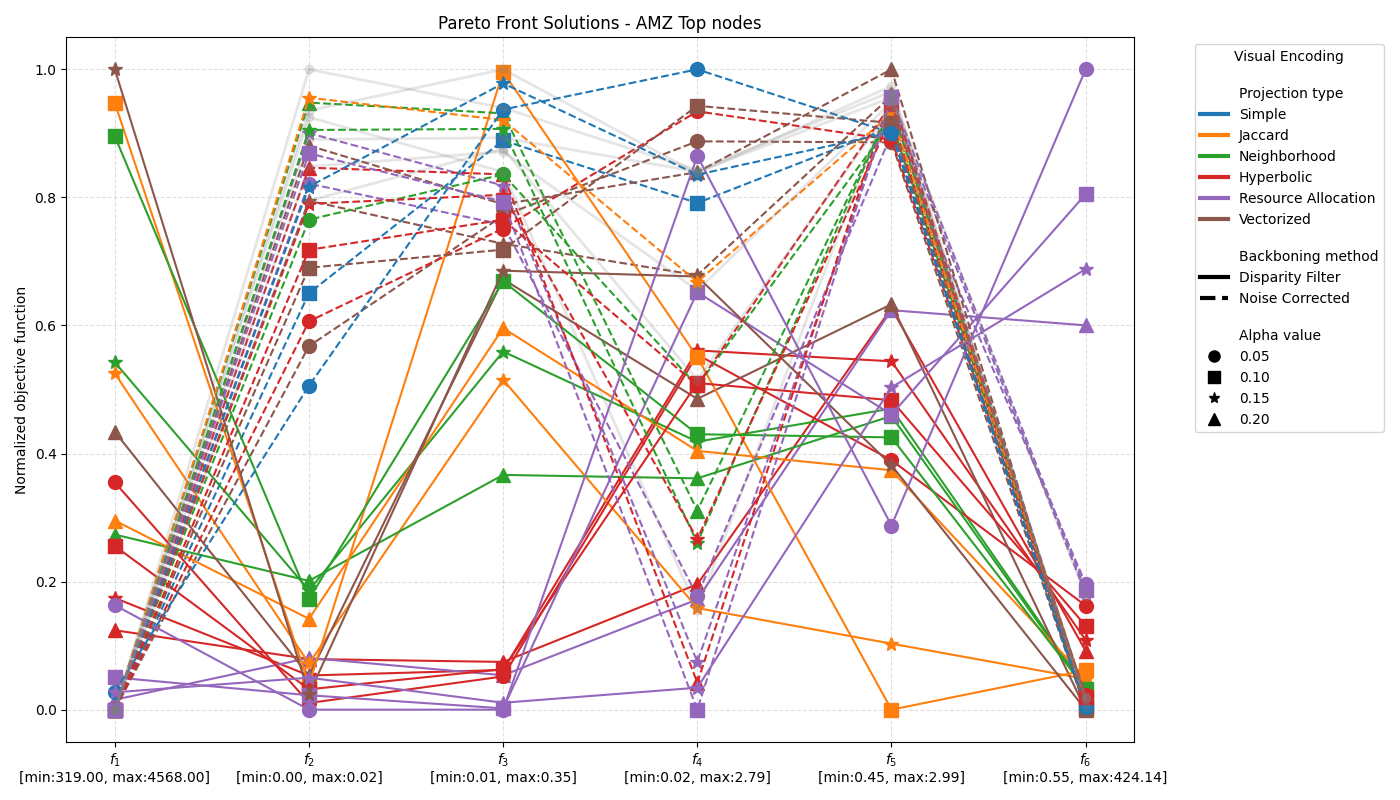 Pareto Front Solutions - AMZ Top nodes
Normalized objective function
1.0
0.8
0.6
0.4
0.2
0.0
f1
[min:319.00, max:4568.00]
f2
[min:0.00, max:0.02]
f3
[min:0.01, max:0.35]
f4
[min:0.02, max:2.79]
f5
[min:0.45, max:2.99]
f6
[min:0.55, max:424.14]
Visual Encoding
Projection type
Simple
Jaccard
Neighborhood
Hyperbolic
Resource Allocation
Vectorized
Backboning method
Disparity Filter
Noise Corrected
Alpha value
0.05
0.10
0.15
0.20